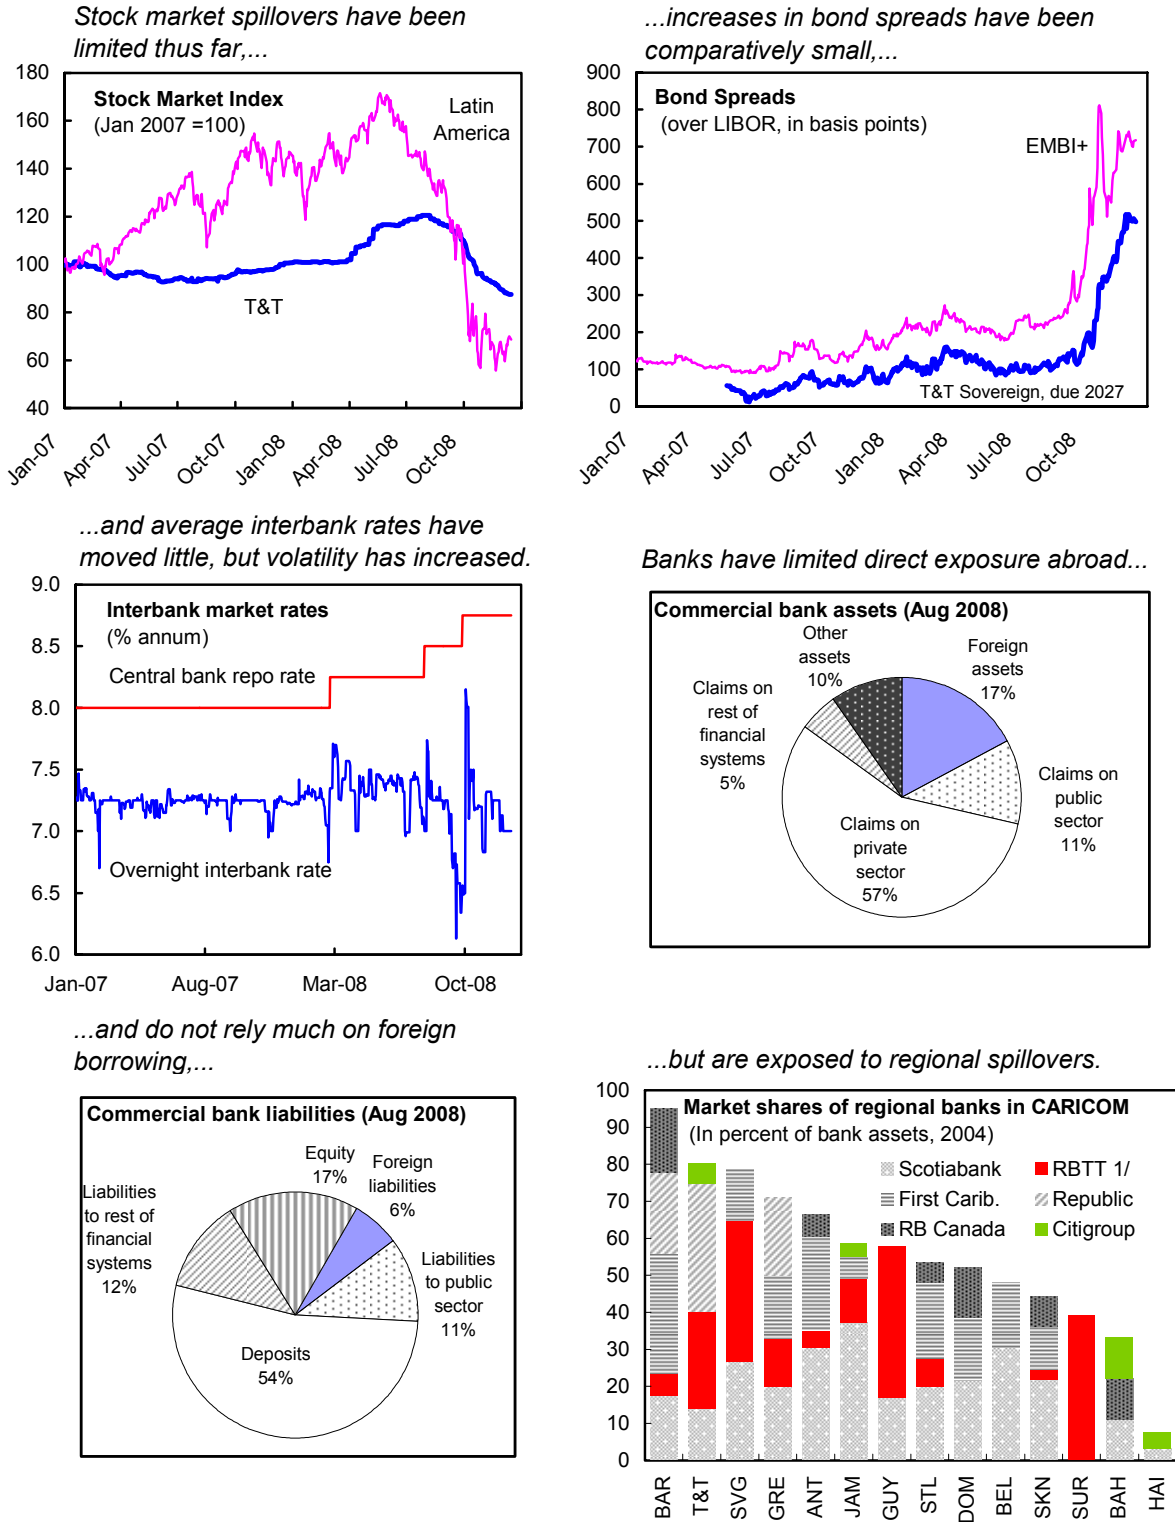 Stock market spillovers have been
limited thus far,...
180
160
140
120
100
80
60
40
Stock Market Index
(Jan 2007 =100)
Latin
America
T&T
Jan-07
Apr-07
Jul-07
Oct-07
Jan-08
Apr-08
Jul-08
Oct-08
...increases in bond spreads have been
comparatively small,...
900
800
700
600
500
400
300
200
100
0
Bond Spreads
(over LIBOR, in basis points)
EMBI+
T&T Sovereign, due 2027
Jan-07
Apr-07
Jul-07
Oct-07
Jan-08
Apr-08
Jul-08
Oct-08
...and average interbank rates have
moved little, but volatility has increased.
9.0
8.5
8.0
7.5
7.0
6.5
6.0
Interbank market rates
(% annum)
Central bank repo rate
Overnight interbank rate
Jan-07
Aug-07
Mar-08
Oct-08
Banks have limited direct exposure abroad...
Commercial bank assets (Aug 2008)
Other
assets
10%
Foreign
assets
17%
Claims on
rest of
financial
systems
5%
Claims on
public
sector
11%
Claims on
private
sector
57%
...and do not rely much on foreign
borrowing,...
Commercial bank liabilities (Aug 2008)
Equity
17%
Foreign
liabilities
6%
Liabilities
to rest of
financial
systems
12%
Liabilities
to public
sector
11%
Deposits
54%
...but are exposed to regional spillovers.
100
90
80
70
60
50
40
30
20
10
0
Market shares of regional banks in CARICOM
(In percent of bank assets, 2004)
Scotiabank
RBTT 1/
First Carib.
Republic
RB Canada
Citigroup
BAR
T&T
SVG
GRE
ANT
JAM
GUY
STL
DOM
BEL
SKN
SUR
BAH
HAI